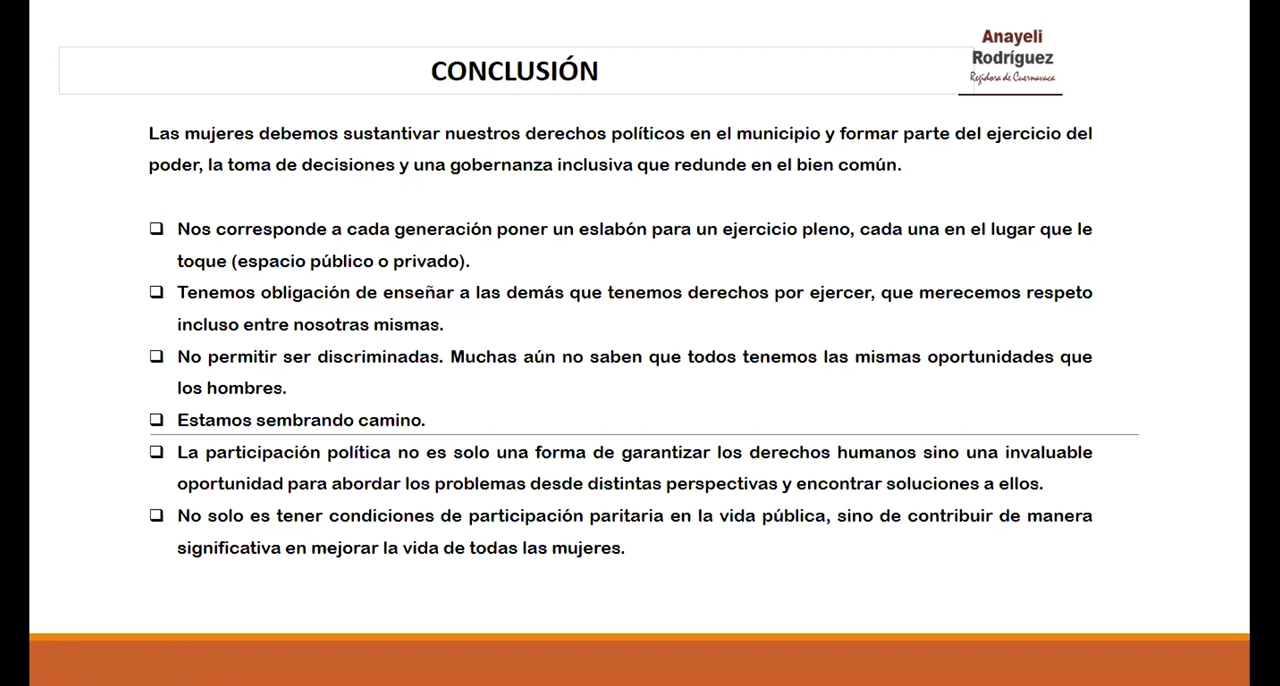 Anayeli
Rodríguez
Regidora de Cuernavaca
CONCLUSIÓN
Las mujeres debemos sustantivar nuestros derechos políticos en el municipio y formar parte del ejercicio del
poder, la toma de decisiones y una gobernanza inclusiva que redunde en el bien común.
❑ Nos corresponde a cada generación poner un eslabón para un ejercicio pleno, cada una en el lugar que le
toque (espacio público o privado).
❑ Tenemos obligación de enseñar a las demás que tenemos derechos por ejercer, que merecemos respeto
incluso entre nosotras mismas.
❑ No permitir ser discriminadas. Muchas aún no saben que todos tenemos las mismas oportunidades que
los hombres.
❑ Estamos sembrando camino.
❑ La participación política no es solo una forma de garantizar los derechos humanos sino una invaluable
oportunidad para abordar los problemas desde distintas perspectivas y encontrar soluciones a ellos.
❑ No solo es tener condiciones de participación paritaria en la vida pública, sino de contribuir de manera
significativa en mejorar la vida de todas las mujeres.